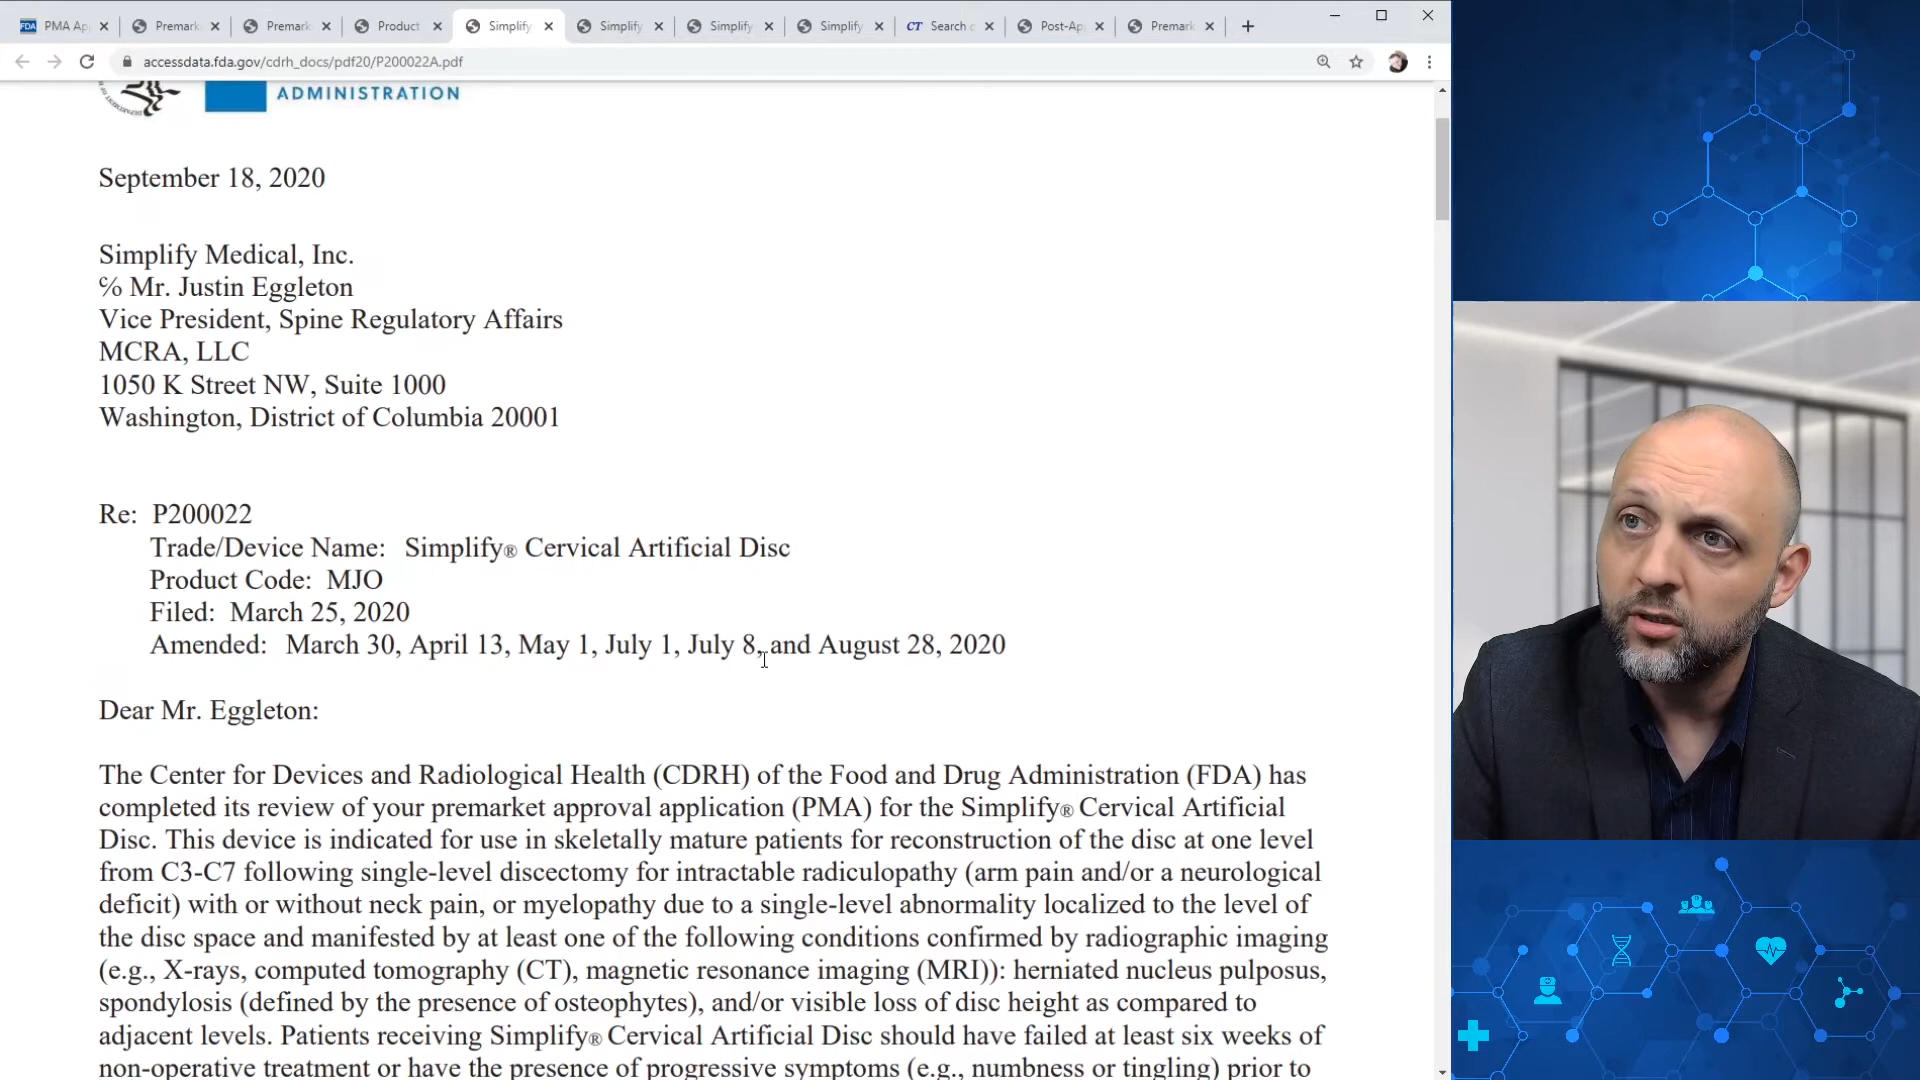 PMA Ap
Premark
Premark
Product
Simplify
Simplify
Simplify
Simplify
CT Search c
Post-Ap
Premark
accessdata.fda.gov/cdrh_docs/pdf20/P200022A.pdf
ADMINISTRATION
September 18, 2020
Simplify Medical, Inc.
℅ Mr. Justin Eggleton
Vice President, Spine Regulatory Affairs
MCRA, LLC
1050 K Street NW, Suite 1000
Washington, District of Columbia 20001
Re: P200022
Trade/Device Name: Simplify® Cervical Artificial Disc
Product Code: MJO
Filed: March 25, 2020
Amended: March 30, April 13, May 1, July 1, July 8, and August 28, 2020
Dear Mr. Eggleton:
The Center for Devices and Radiological Health (CDRH) of the Food and Drug Administration (FDA) has
completed its review of your premarket approval application (PMA) for the Simplify® Cervical Artificial
Disc. This device is indicated for use in skeletally mature patients for reconstruction of the disc at one level
from C3-C7 following single-level discectomy for intractable radiculopathy (arm pain and/or a neurological
deficit) with or without neck pain, or myelopathy due to a single-level abnormality localized to the level of
the disc space and manifested by at least one of the following conditions confirmed by radiographic imaging
(e.g., X-rays, computed tomography (CT), magnetic resonance imaging (MRI)): herniated nucleus pulposus,
spondylosis (defined by the presence of osteophytes), and/or visible loss of disc height as compared to
adjacent levels. Patients receiving Simplify® Cervical Artificial Disc should have failed at least six weeks of
non-operative treatment or have the presence of progressive symptoms (e.g., numbness or tingling) prior to